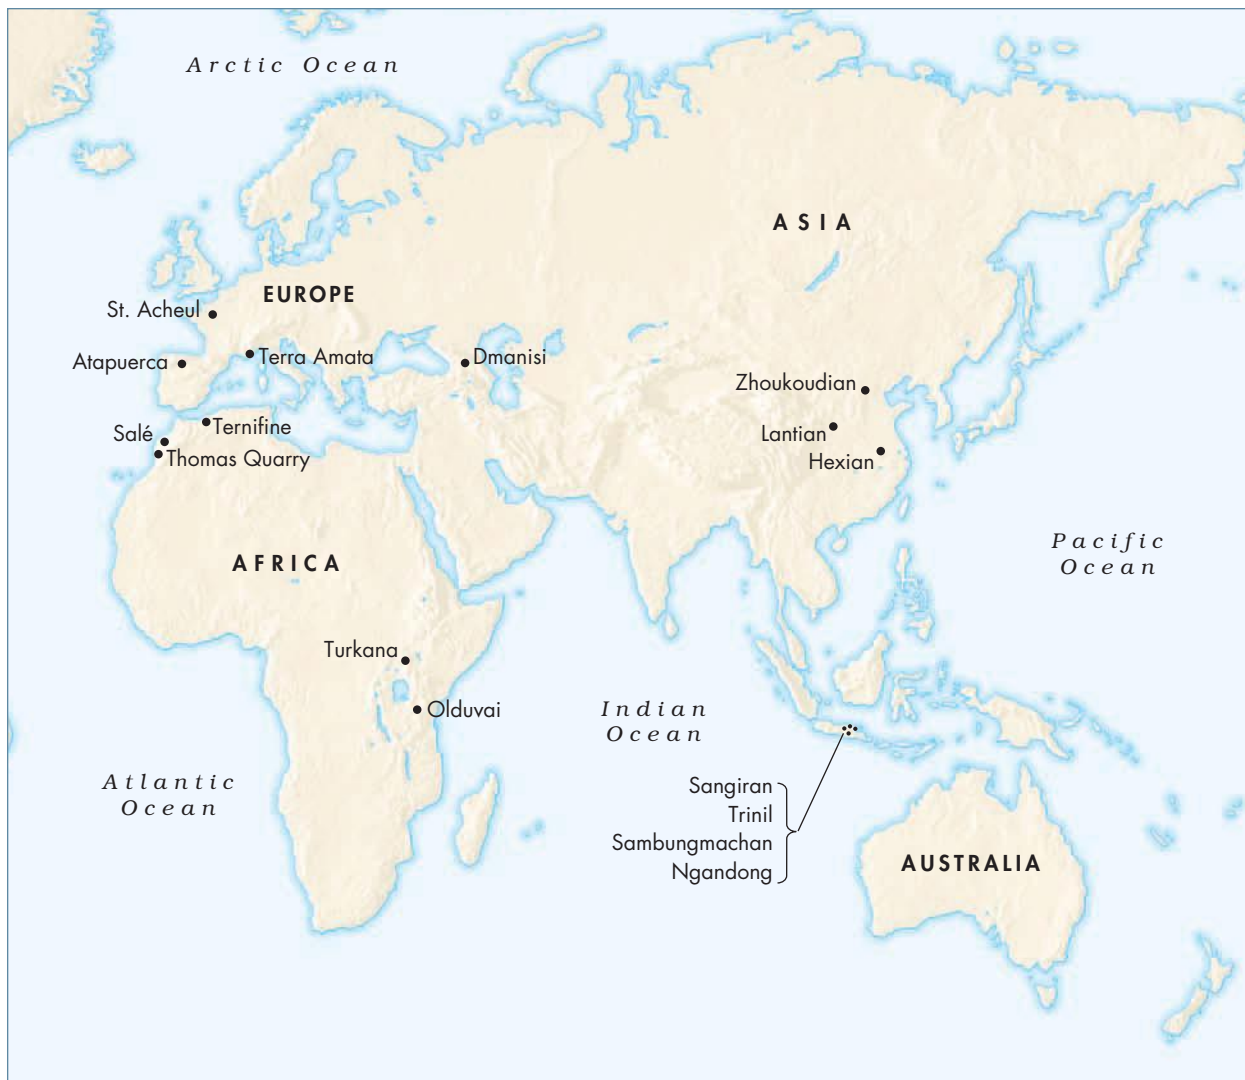 Arctic Ocean
ASIA
EUROPE
St. Acheul
Terra Amata
Atapuerca
Dmanisi
Zhoukoudian
Ternifine
Salé
Lantian
Thomas Quarry
Hexian
Pacific
Ocean
AFRICA
Turkana
Olduvai
Indian
Ocean
Atlantic
Ocean
Sangiran
Trinil
Sambungmachan
Ngandong
AUSTRALIA